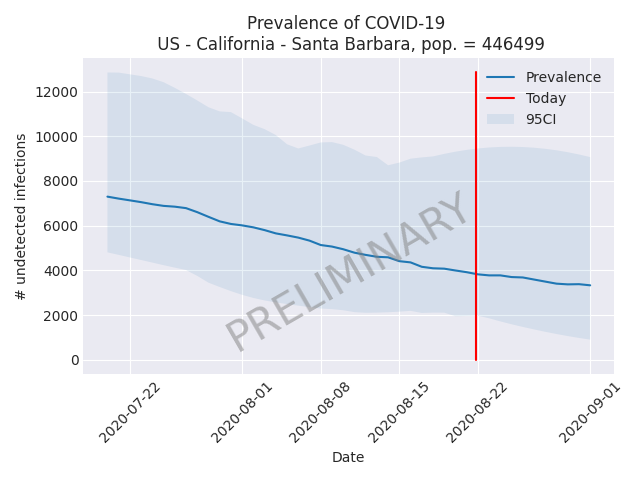 Prevalence of COVID-19
US - California - Santa Barbara, pop. = 446499
Prevalence
Today
95CI
12000
10000
8000
6000
4000
2000
0
# undetected infections
PRELIMINARY
2020-07-22
2020-08-01
2020-08-08
2020-08-15
2020-08-22
2020-09-01
Date